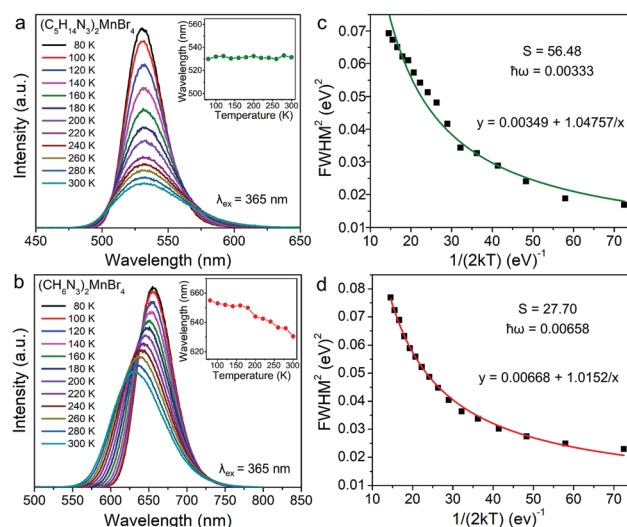 a
(C5H14N3)2MnBr4
80 K
100 K
120 K
140 K
160 K
180 K
200 K
220 K
240 K
260 K
280 K
300 K
λex = 365 nm
Intensity (a.u.)
450 500 550 600 650
Wavelength (nm)
560
540
520
500
Wavelength (nm)
100 150 200 250 300
Temperature (K)
b
(CH6N3)2MnBr4
80 K
100 K
120 K
140 K
160 K
180 K
200 K
220 K
240 K
260 K
280 K
300 K
λex = 365 nm
Intensity (a.u.)
500 550 600 650 700 750 800 850
Wavelength (nm)
660
640
620
Wavelength (nm)
100 150 200 250 300
Temperature (K)
c
S = 56.48
ħω = 0.00333
y = 0.00349 + 1.04757/x
FWHM² (eV)²
0.07
0.06
0.05
0.04
0.03
0.02
0.01
10 20 30 40 50 60 70
1/(2kT) (eV)⁻¹
d
S = 27.70
ħω = 0.00658
y = 0.00668 + 1.0152/x
FWHM² (eV)²
0.08
0.07
0.06
0.05
0.04
0.03
0.02
0.01
0.00
10 20 30 40 50 60 70
1/(2kT) (ev)⁻¹